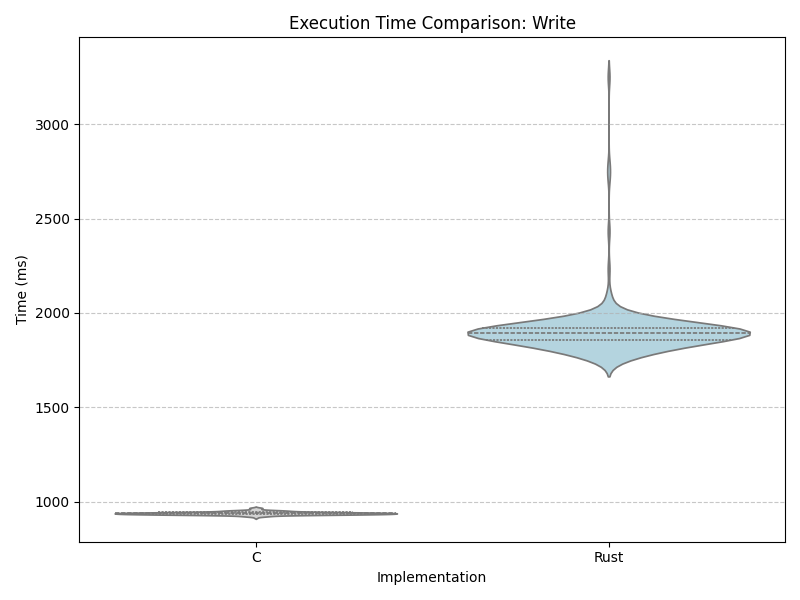 Execution Time Comparison: Write
Time (ms)
3000
2500
2000
1500
1000
C
Rust
Implementation